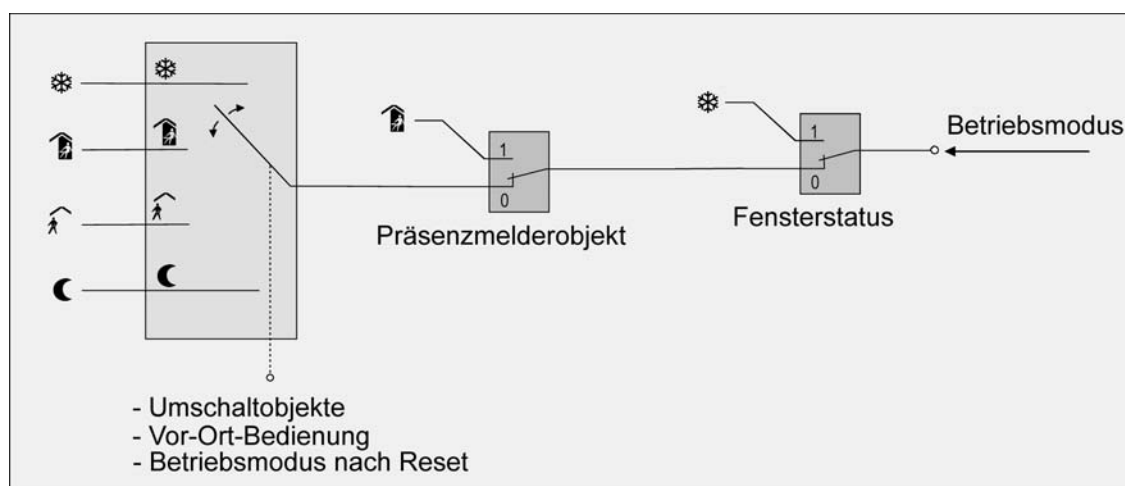 1
0
Präsenzmelderobjekt
1
0
Fensterstatus
Betriebsmodus
- Umschaltobjekte
- Vor-Ort-Bedienung
- Betriebsmodus nach Reset